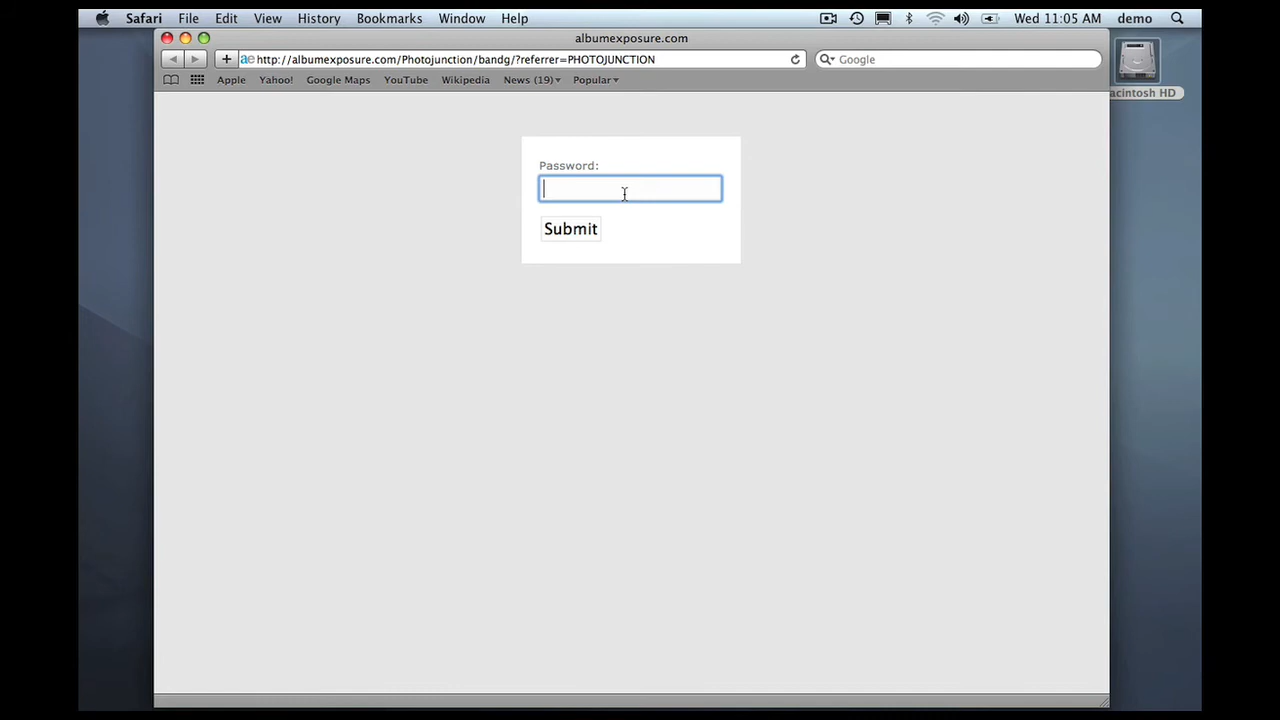 Safari File Edit View History Bookmarks Window Help Wed 11:05 AM demo
albumexposure.com
+ ae http://albumexposure.com/Photojunction/bandg/?referrer=PHOTOJUNCTION Google
Apple Yahoo! Google Maps YouTube Wikipedia News (19) Popular
acintosh HD
Password:
Submit